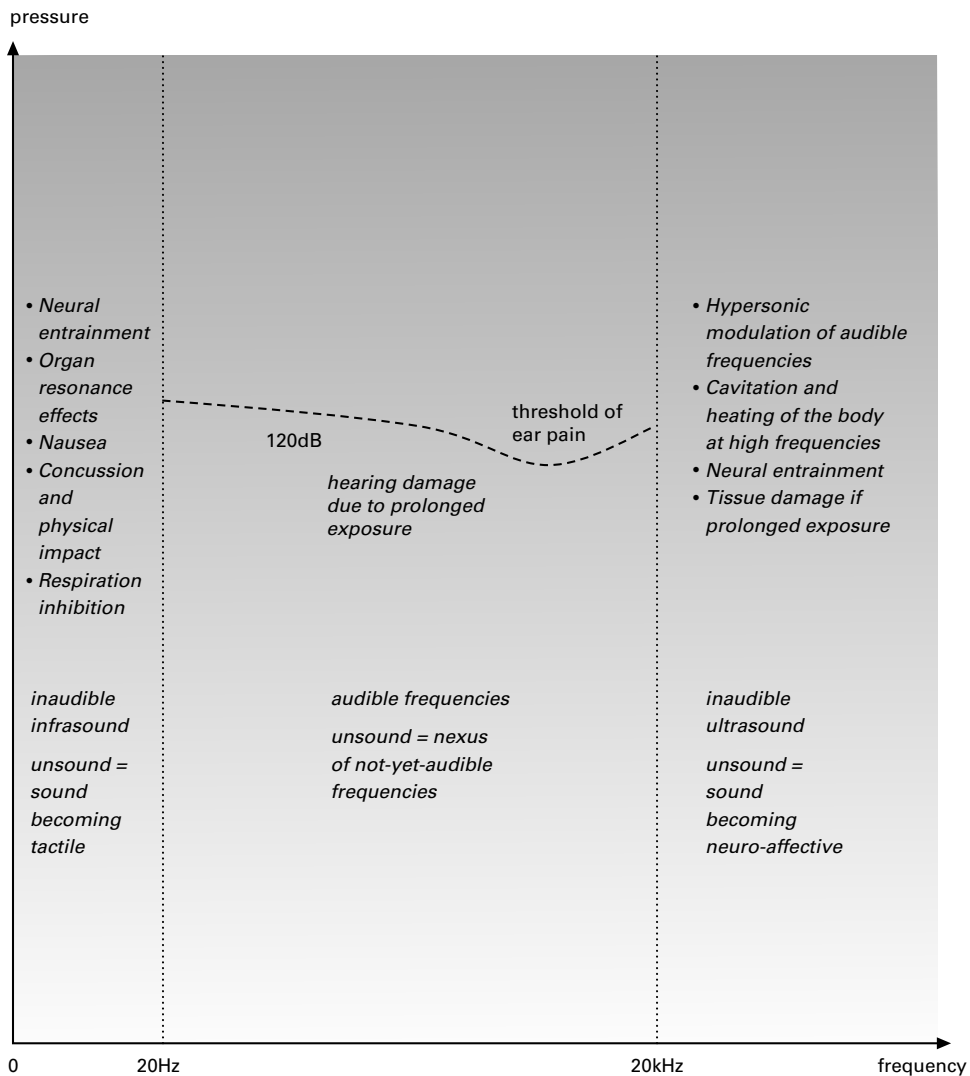 pressure
• Neural
entrainment
• Organ
resonance
effects
• Nausea
• Concussion
and
physical
impact
• Respiration
inhibition
120dB
threshold of
ear pain
hearing damage
due to prolonged
exposure
• Hypersonic
modulation of audible
frequencies
• Cavitation and
heating of the body
at high frequencies
• Neural entrainment
• Tissue damage if
prolonged exposure
inaudible
infrasound
unsound =
sound
becoming
tactile
audible frequencies
unsound = nexus
of not-yet-audible
frequencies
inaudible
ultrasound
unsound =
sound
becoming
neuro-affective
0
20Hz
20kHz
frequency